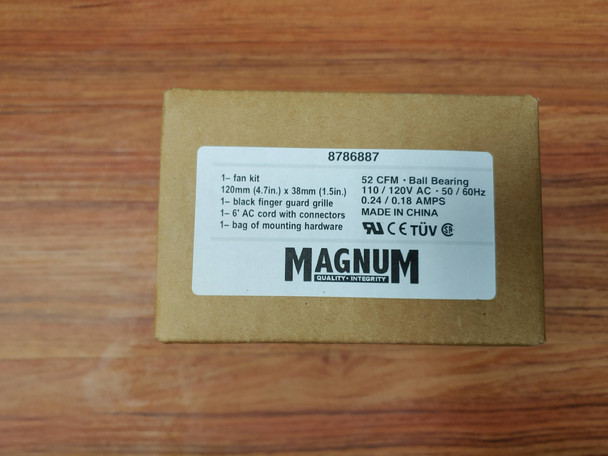 8786887
1– fan kit
120mm (4.7in.) x 38mm (1.5in.)
1– black finger guard grille
1– 6' AC cord with connectors
1– bag of mounting hardware
52 CFM · Ball Bearing
110 / 120V AC · 50 / 60Hz
0.24 / 0.18 AMPS
MADE IN CHINA
RU CE TÜV SA
MAGNUM
QUALITY · INTEGRITY